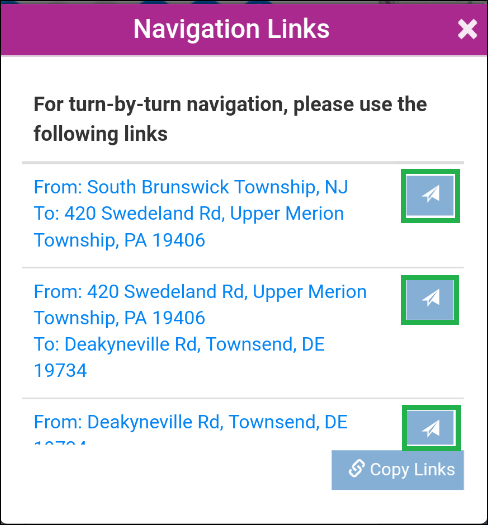 Navigation Links
For turn-by-turn navigation, please use the
following links
From: South Brunswick Township, NJ
To: 420 Swedeland Rd, Upper Merion
Township, PA 19406
From: 420 Swedeland Rd, Upper Merion
Township, PA 19406
To: Deakyneville Rd, Townsend, DE
19734
From: Deakyneville Rd, Townsend, DE
Copy Links